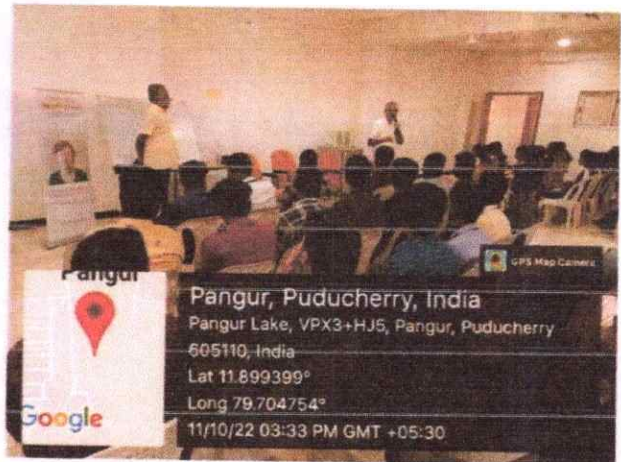 GPS Map Camera
Pangur
Pangur, Puducherry, India
Pangur Lake, VPX3+HJ5, Pangur, Puducherry
605110, India
Lat 11.899399°
Long 79.704754°
11/10/22 03:33 PM GMT +05:30
Google